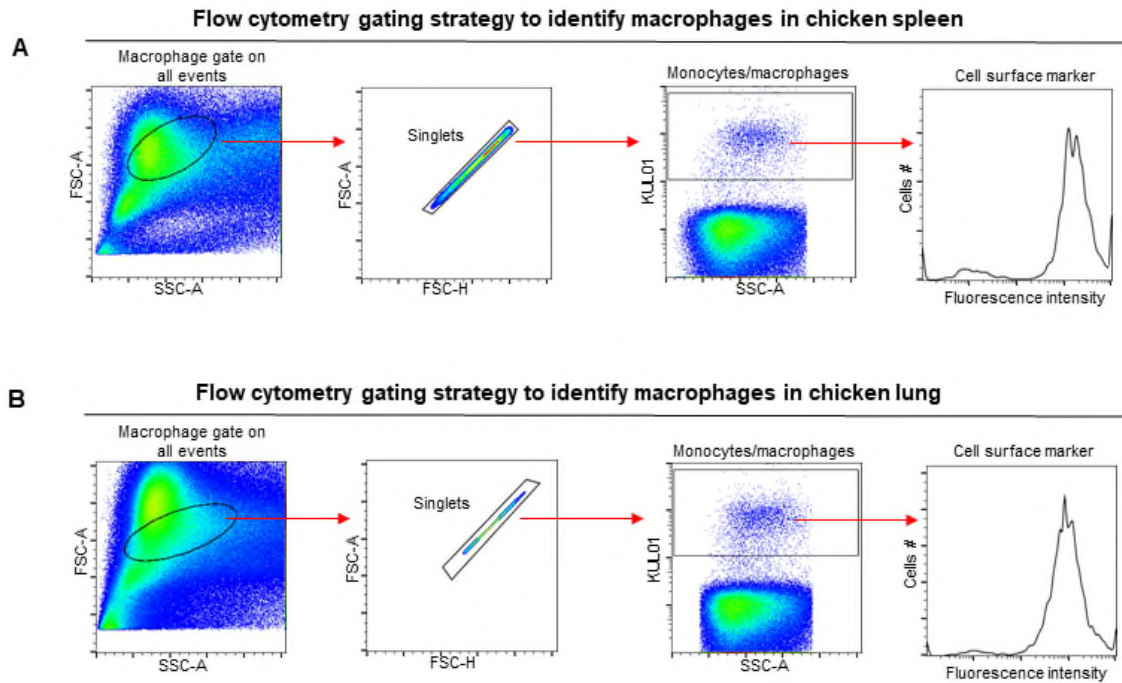 Flow cytometry gating strategy to identify macrophages in chicken spleen
A
Macrophage gate on
all events
FSC-A
SSC-A
Singlets
FSC-A
FSC-H
Monocytes/macrophages
KUL01
SSC-A
Cell surface marker
Cells #
Fluorescence intensity
Flow cytometry gating strategy to identify macrophages in chicken lung
B
Macrophage gate on
all events
FSC-A
SSC-A
Singlets
FSC-A
FSC-H
Monocytes/macrophages
KUL01
SSC-A
Cell surface marker
Cells #
Fluorescence intensity